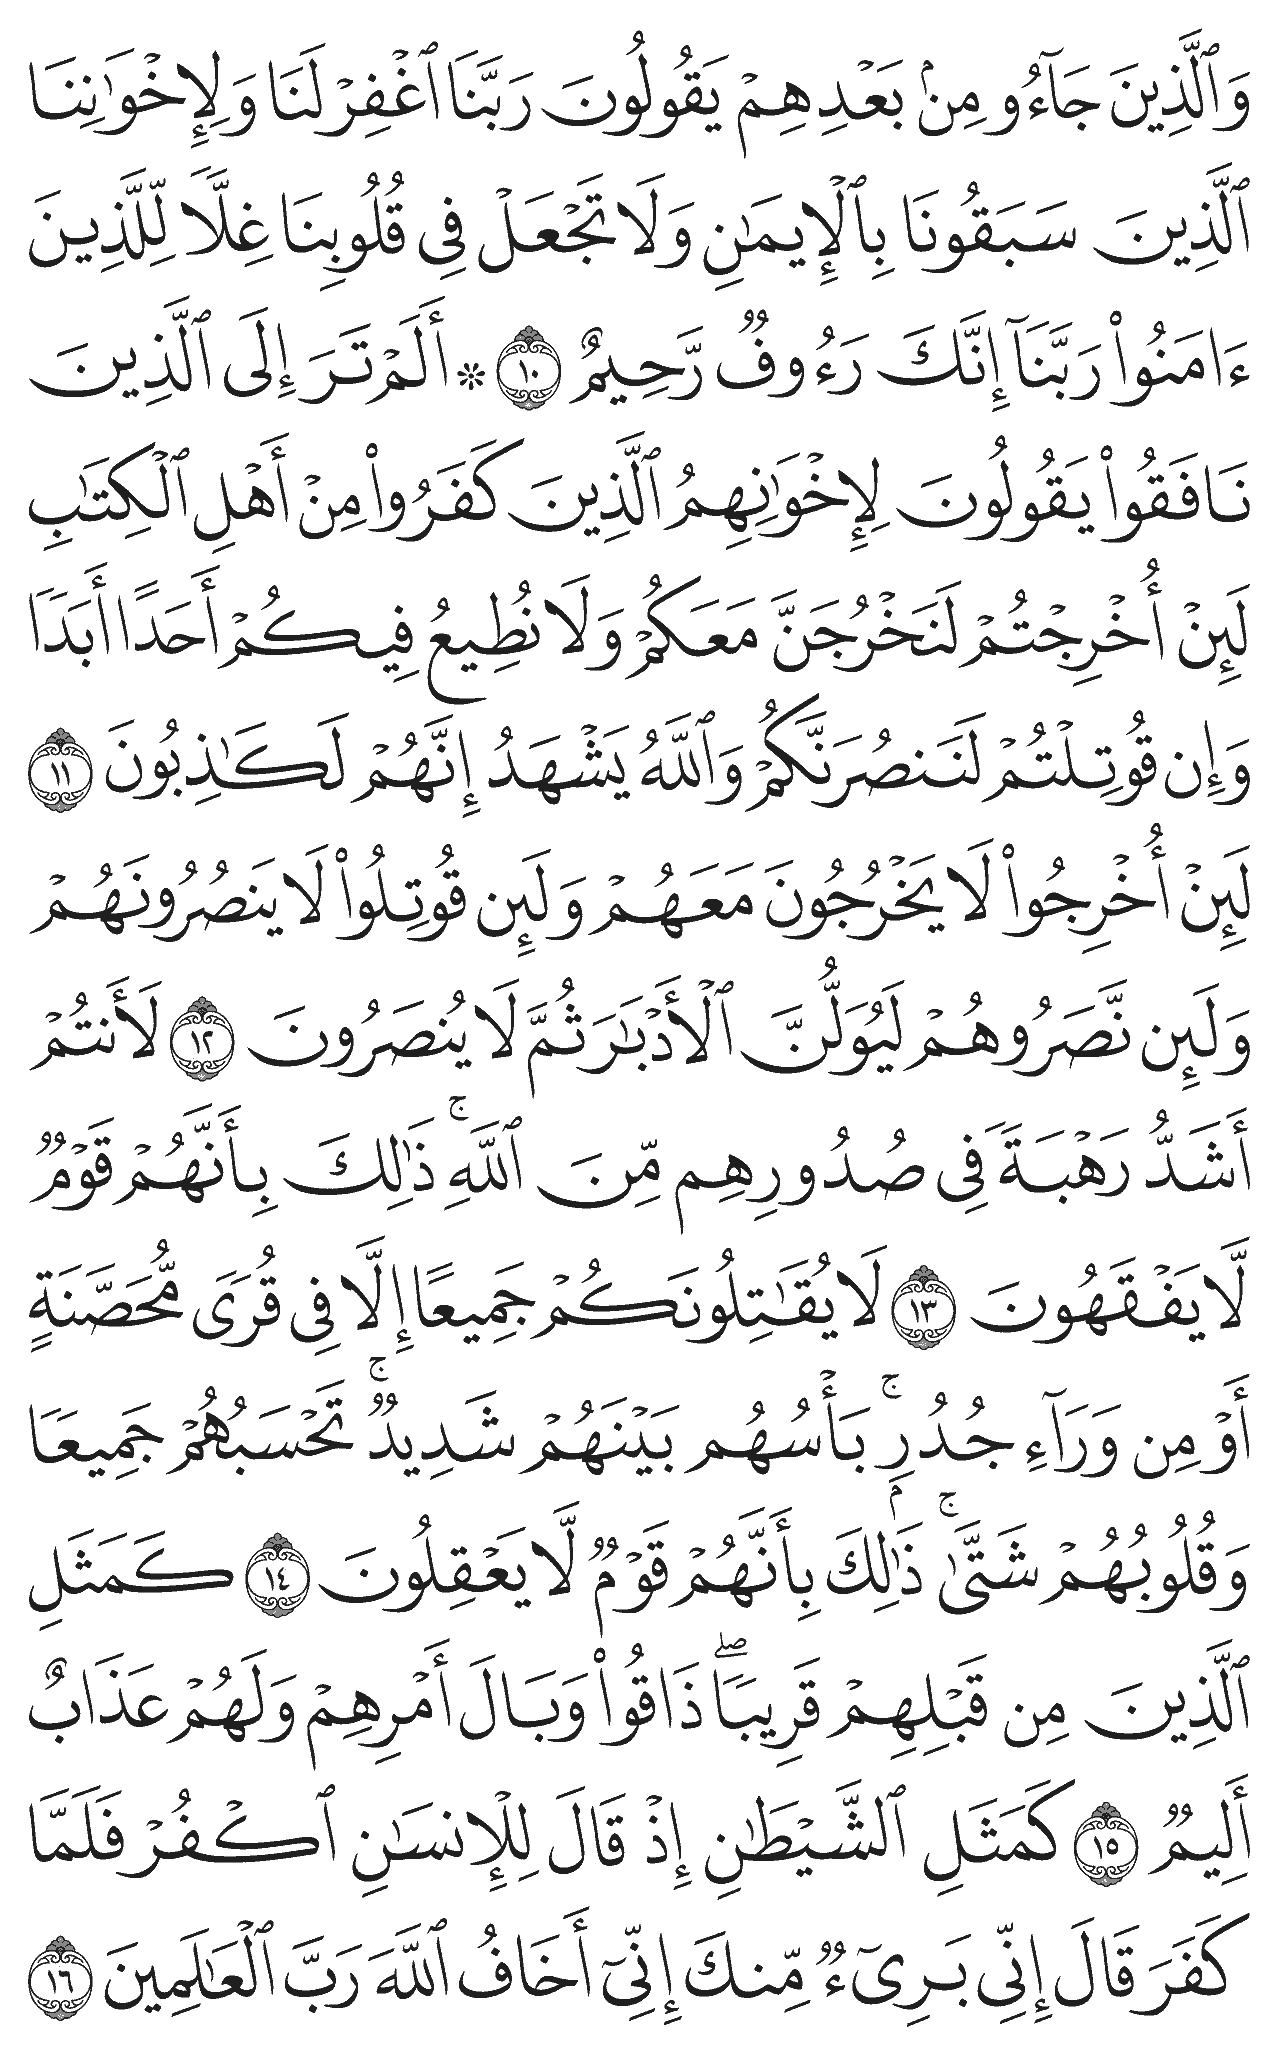 وَٱلَّذِينَ جَآءُو مِنۢ بَعۡدِهِمۡ يَقُولُونَ رَبَّنَا ٱغۡفِرۡ لَنَا وَلِإِخۡوَٰنِنَا
ٱلَّذِينَ سَبَقُونَا بِٱلۡإِيمَٰنِ وَلَا تَجۡعَلۡ فِي قُلُوبِنَا غِلّٗا لِّلَّذِينَ
ءَامَنُواْ رَبَّنَآ إِنَّكَ رَءُوفٞ رَّحِيمٌ ١٠ ۞ أَلَمۡ تَرَ إِلَى ٱلَّذِينَ
نَافَقُواْ يَقُولُونَ لِإِخۡوَٰنِهِمُ ٱلَّذِينَ كَفَرُواْ مِنۡ أَهۡلِ ٱلۡكِتَٰبِ
لَئِنۡ أُخۡرِجۡتُمۡ لَنَخۡرُجَنَّ مَعَكُمۡ وَلَا نُطِيعُ فِيكُمۡ أَحَدًا أَبَدٗا
وَإِن قُوتِلۡتُمۡ لَنَنصُرَنَّكُمۡ وَٱللَّهُ يَشۡهَدُ إِنَّهُمۡ لَكَٰذِبُونَ ١١
لَئِنۡ أُخۡرِجُواْ لَا يَخۡرُجُونَ مَعَهُمۡ وَلَئِن قُوتِلُواْ لَا يَنصُرُونَهُمۡ
وَلَئِن نَّصَرُوهُمۡ لَيُوَلُّنَّ ٱلۡأَدۡبَٰرَ ثُمَّ لَا يُنصَرُونَ ١٢ لَأَنتُمۡ
أَشَدُّ رَهۡبَةٗ فِي صُدُورِهِم مِّنَ ٱللَّهِۚ ذَٰلِكَ بِأَنَّهُمۡ قَوۡمٞ
لَّا يَفۡقَهُونَ ١٣ لَا يُقَٰتِلُونَكُمۡ جَمِيعًا إِلَّا فِي قُرٗى مُّحَصَّنَةٍ
أَوۡ مِن وَرَآءِ جُدُرِۭۚ بَأۡسُهُم بَيۡنَهُمۡ شَدِيدٞۚ تَحۡسَبُهُمۡ جَمِيعٗا
وَقُلُوبُهُمۡ شَتَّىٰۚ ذَٰلِكَ بِأَنَّهُمۡ قَوۡمٞ لَّا يَعۡقِلُونَ ١٤ كَمَثَلِ
ٱلَّذِينَ مِن قَبۡلِهِمۡ قَرِيبٗاۖ ذَاقُواْ وَبَالَ أَمۡرِهِمۡ وَلَهُمۡ عَذَابٌ
أَلِيمٞ ١٥ كَمَثَلِ ٱلشَّيۡطَٰنِ إِذۡ قَالَ لِلۡإِنسَٰنِ ٱكۡفُرۡ فَلَمَّا
كَفَرَ قَالَ إِنِّي بَرِيٓءٞ مِّنكَ إِنِّيٓ أَخَافُ ٱللَّهَ رَبَّ ٱلۡعَٰلَمِينَ ١٦